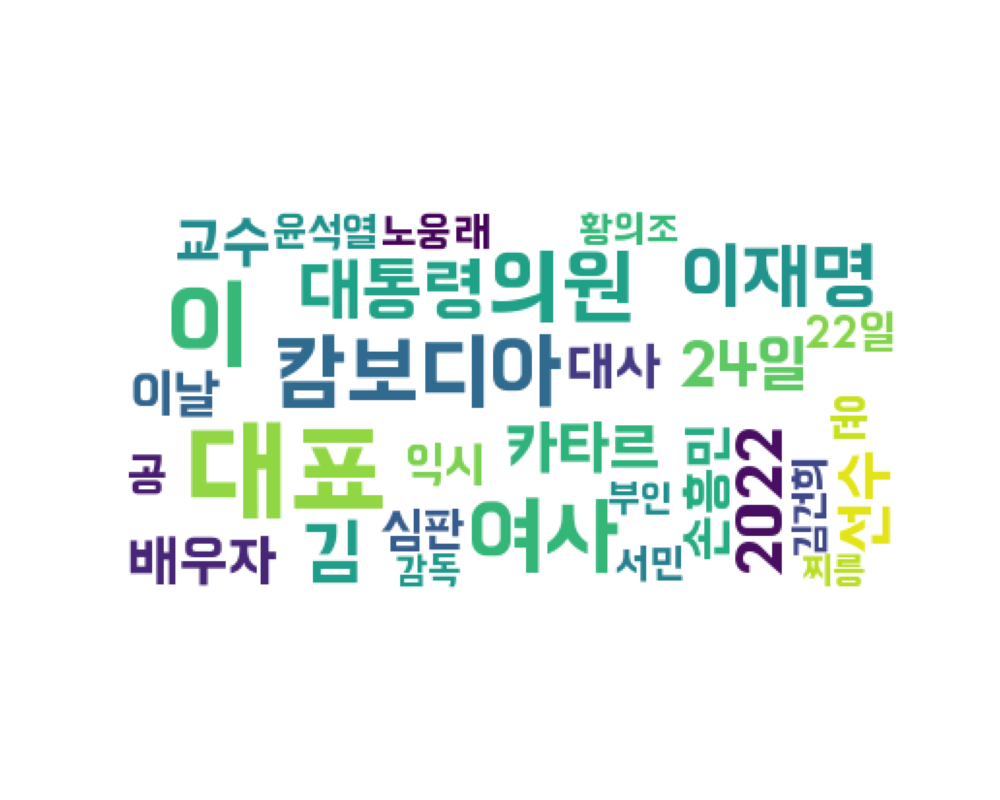 교수 윤석열 노웅래 황의조
이 대통령 의원 이재명
22일
캄보디아 대사 24일
이날
대표 익시 카타르 손흥민 2022 김건희 선수 뎡
공
부인
배우자 김 심판 여사 서민
감독 찌릉